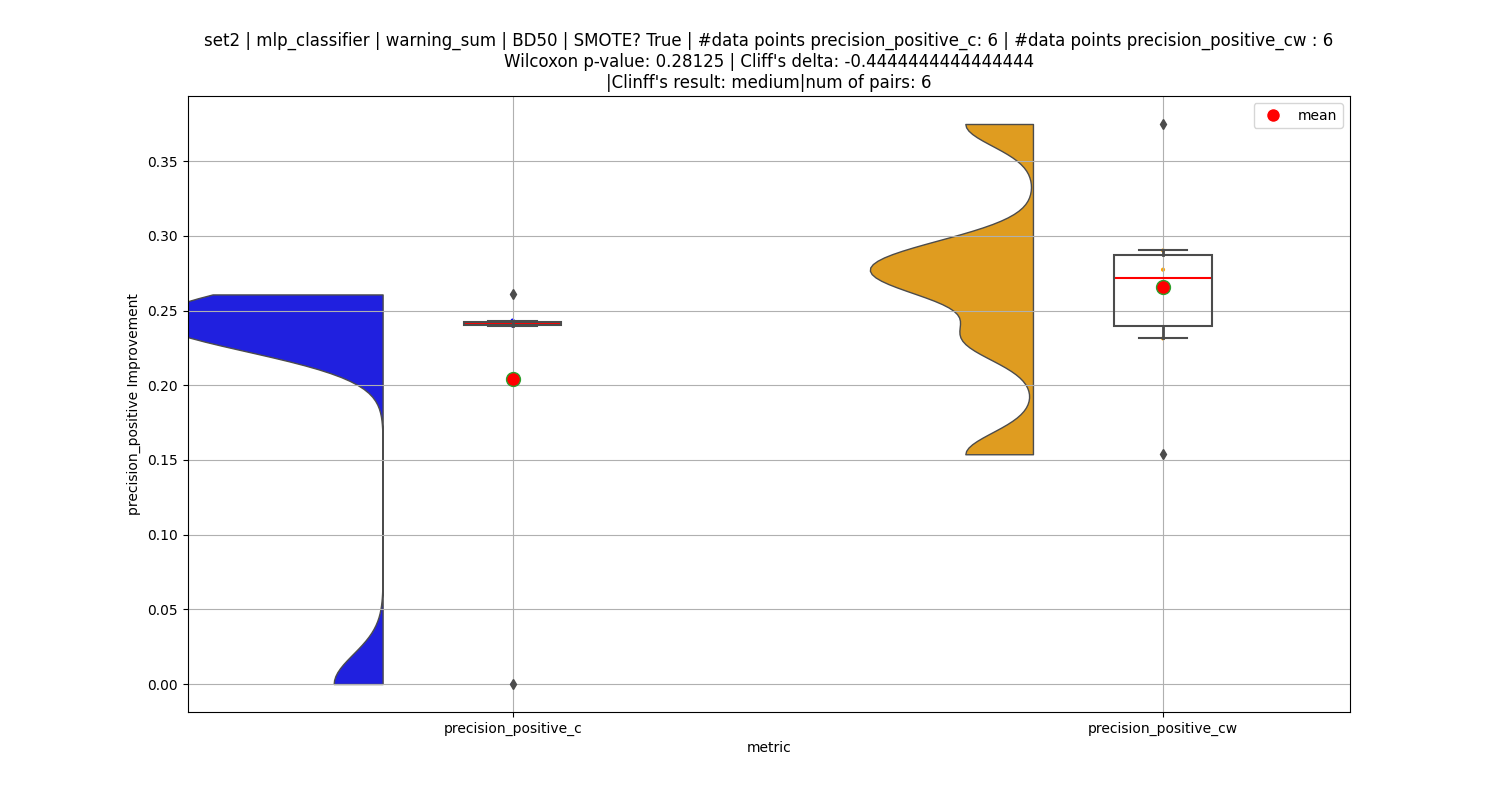 set2 | mlp_classifier | warning_sum | BD50 | SMOTE? True | #data points precision_positive_c: 6 | #data points precision_positive_cw : 6
Wilcoxon p-value: 0.28125 | Cliff's delta: -0.4444444444444444
|Clinff's result: medium|num of pairs: 6
mean
0.35
0.30
0.25
0.20
0.15
0.10
0.05
0.00
precision_positive Improvement
precision_positive_c
precision_positive_cw
metric